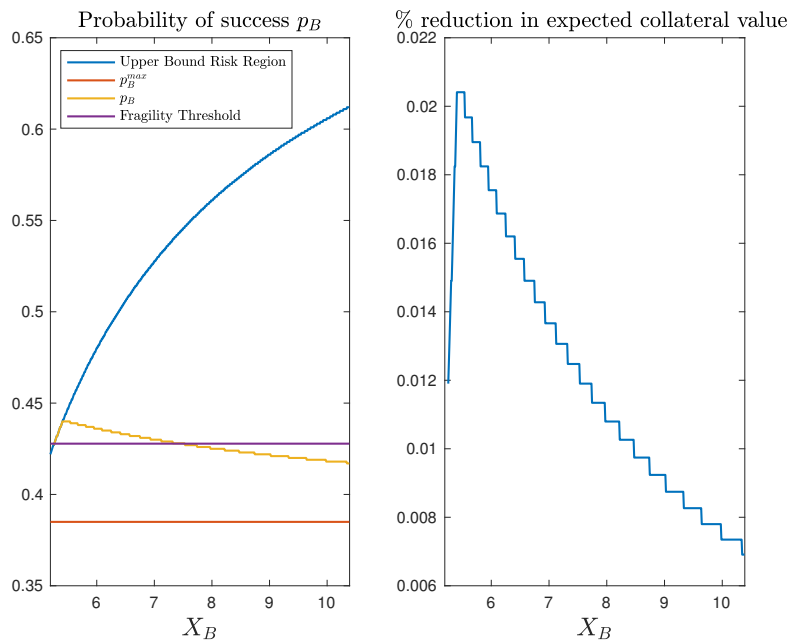 Probability of success p_B
0.65
0.6
0.55
0.5
0.45
0.4
0.35
Upper Bound Risk Region
p_B^{max}
p_B
Fragility Threshold
6 7 8 9 10
X_B
% reduction in expected collateral value
0.022
0.02
0.018
0.016
0.014
0.012
0.01
0.008
0.006
6 7 8 9 10
X_B